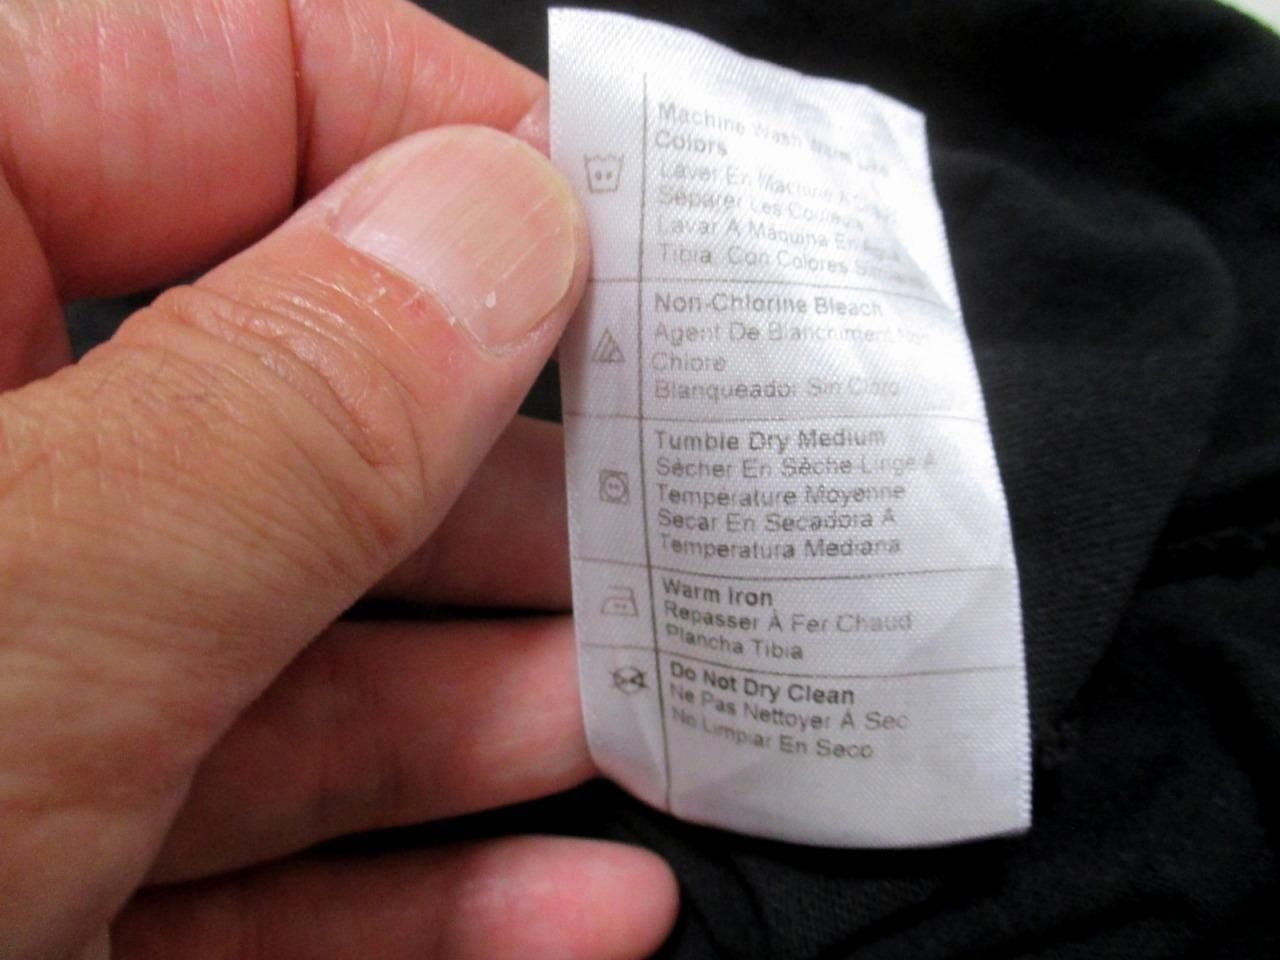 Machine Wash Warm Like
Colors
Laver En Machine À
Séparer Les Couleurs
Lavar A Maquina En Agua
Tibia, Con Colores
Non-Chlorine Bleach
Agent De Blanchiment Non
Chlore
Blanqueador Sin Cloro
Tumble Dry Medium
Sécher En Sèche Linge À
Température Moyenne
Secar En Secadora A
Temperatura Mediana
Warm Iron
Repasser À Fer Chaud
Plancha Tibia
Do Not Dry Clean
Ne Pas Nettoyer À Sec
No Limpiar En Seco